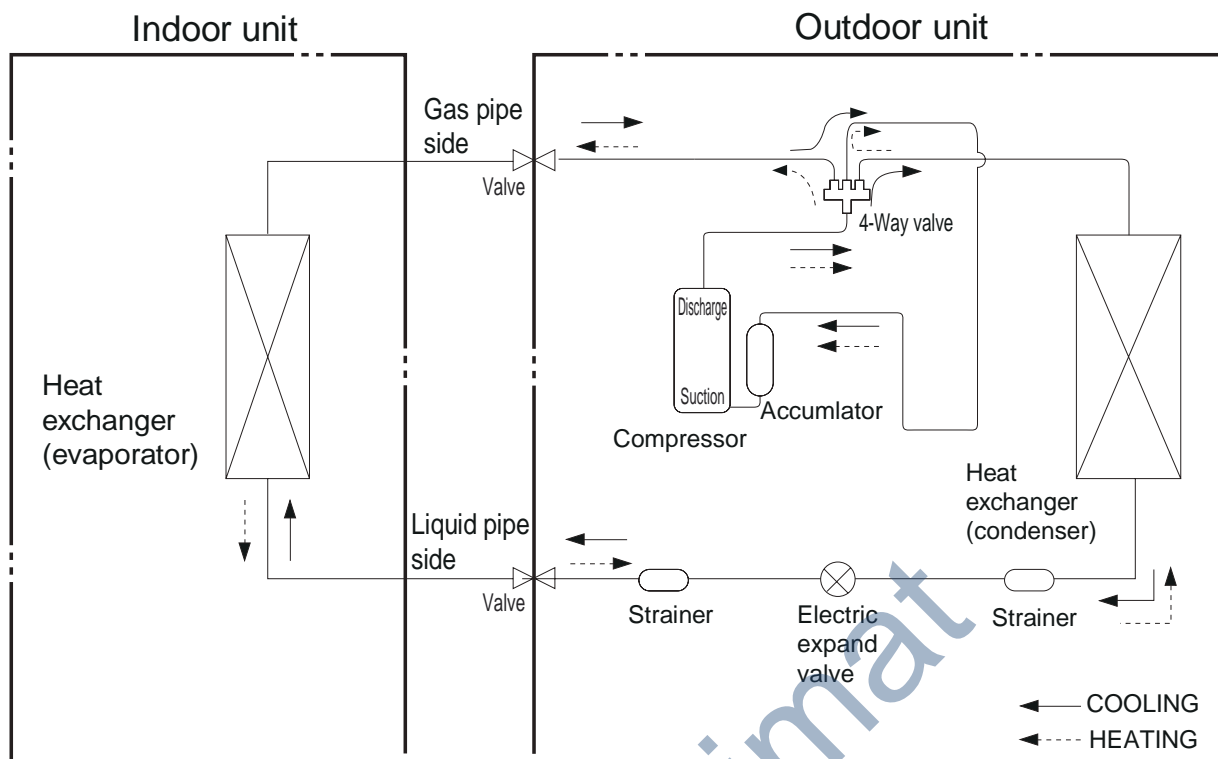 Indoor unit
Outdoor unit
Gas pipe
side
Valve
4-Way valve
Discharge
Suction
Accumlator
Compressor
Heat
exchanger
(evaporator)
Heat
exchanger
(condenser)
Liquid pipe
side
Valve
Strainer
Electric
expand
valve
Strainer
COOLING
HEATING
imat